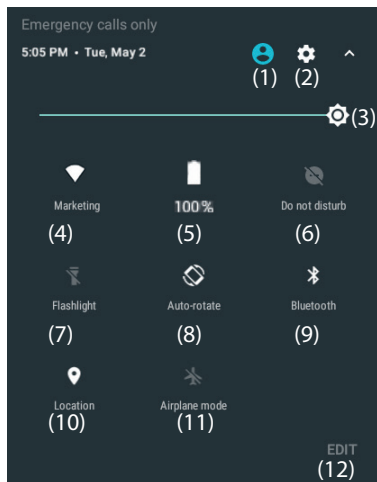 Emergency calls only
5:05 PM • Tue, May 2
(1) (2)
(3)
Marketing 100% Do not disturb
(4) (5) (6)
Flashlight Auto-rotate Bluetooth
(7) (8) (9)
Location Airplane mode
(10) (11)
EDIT
(12)